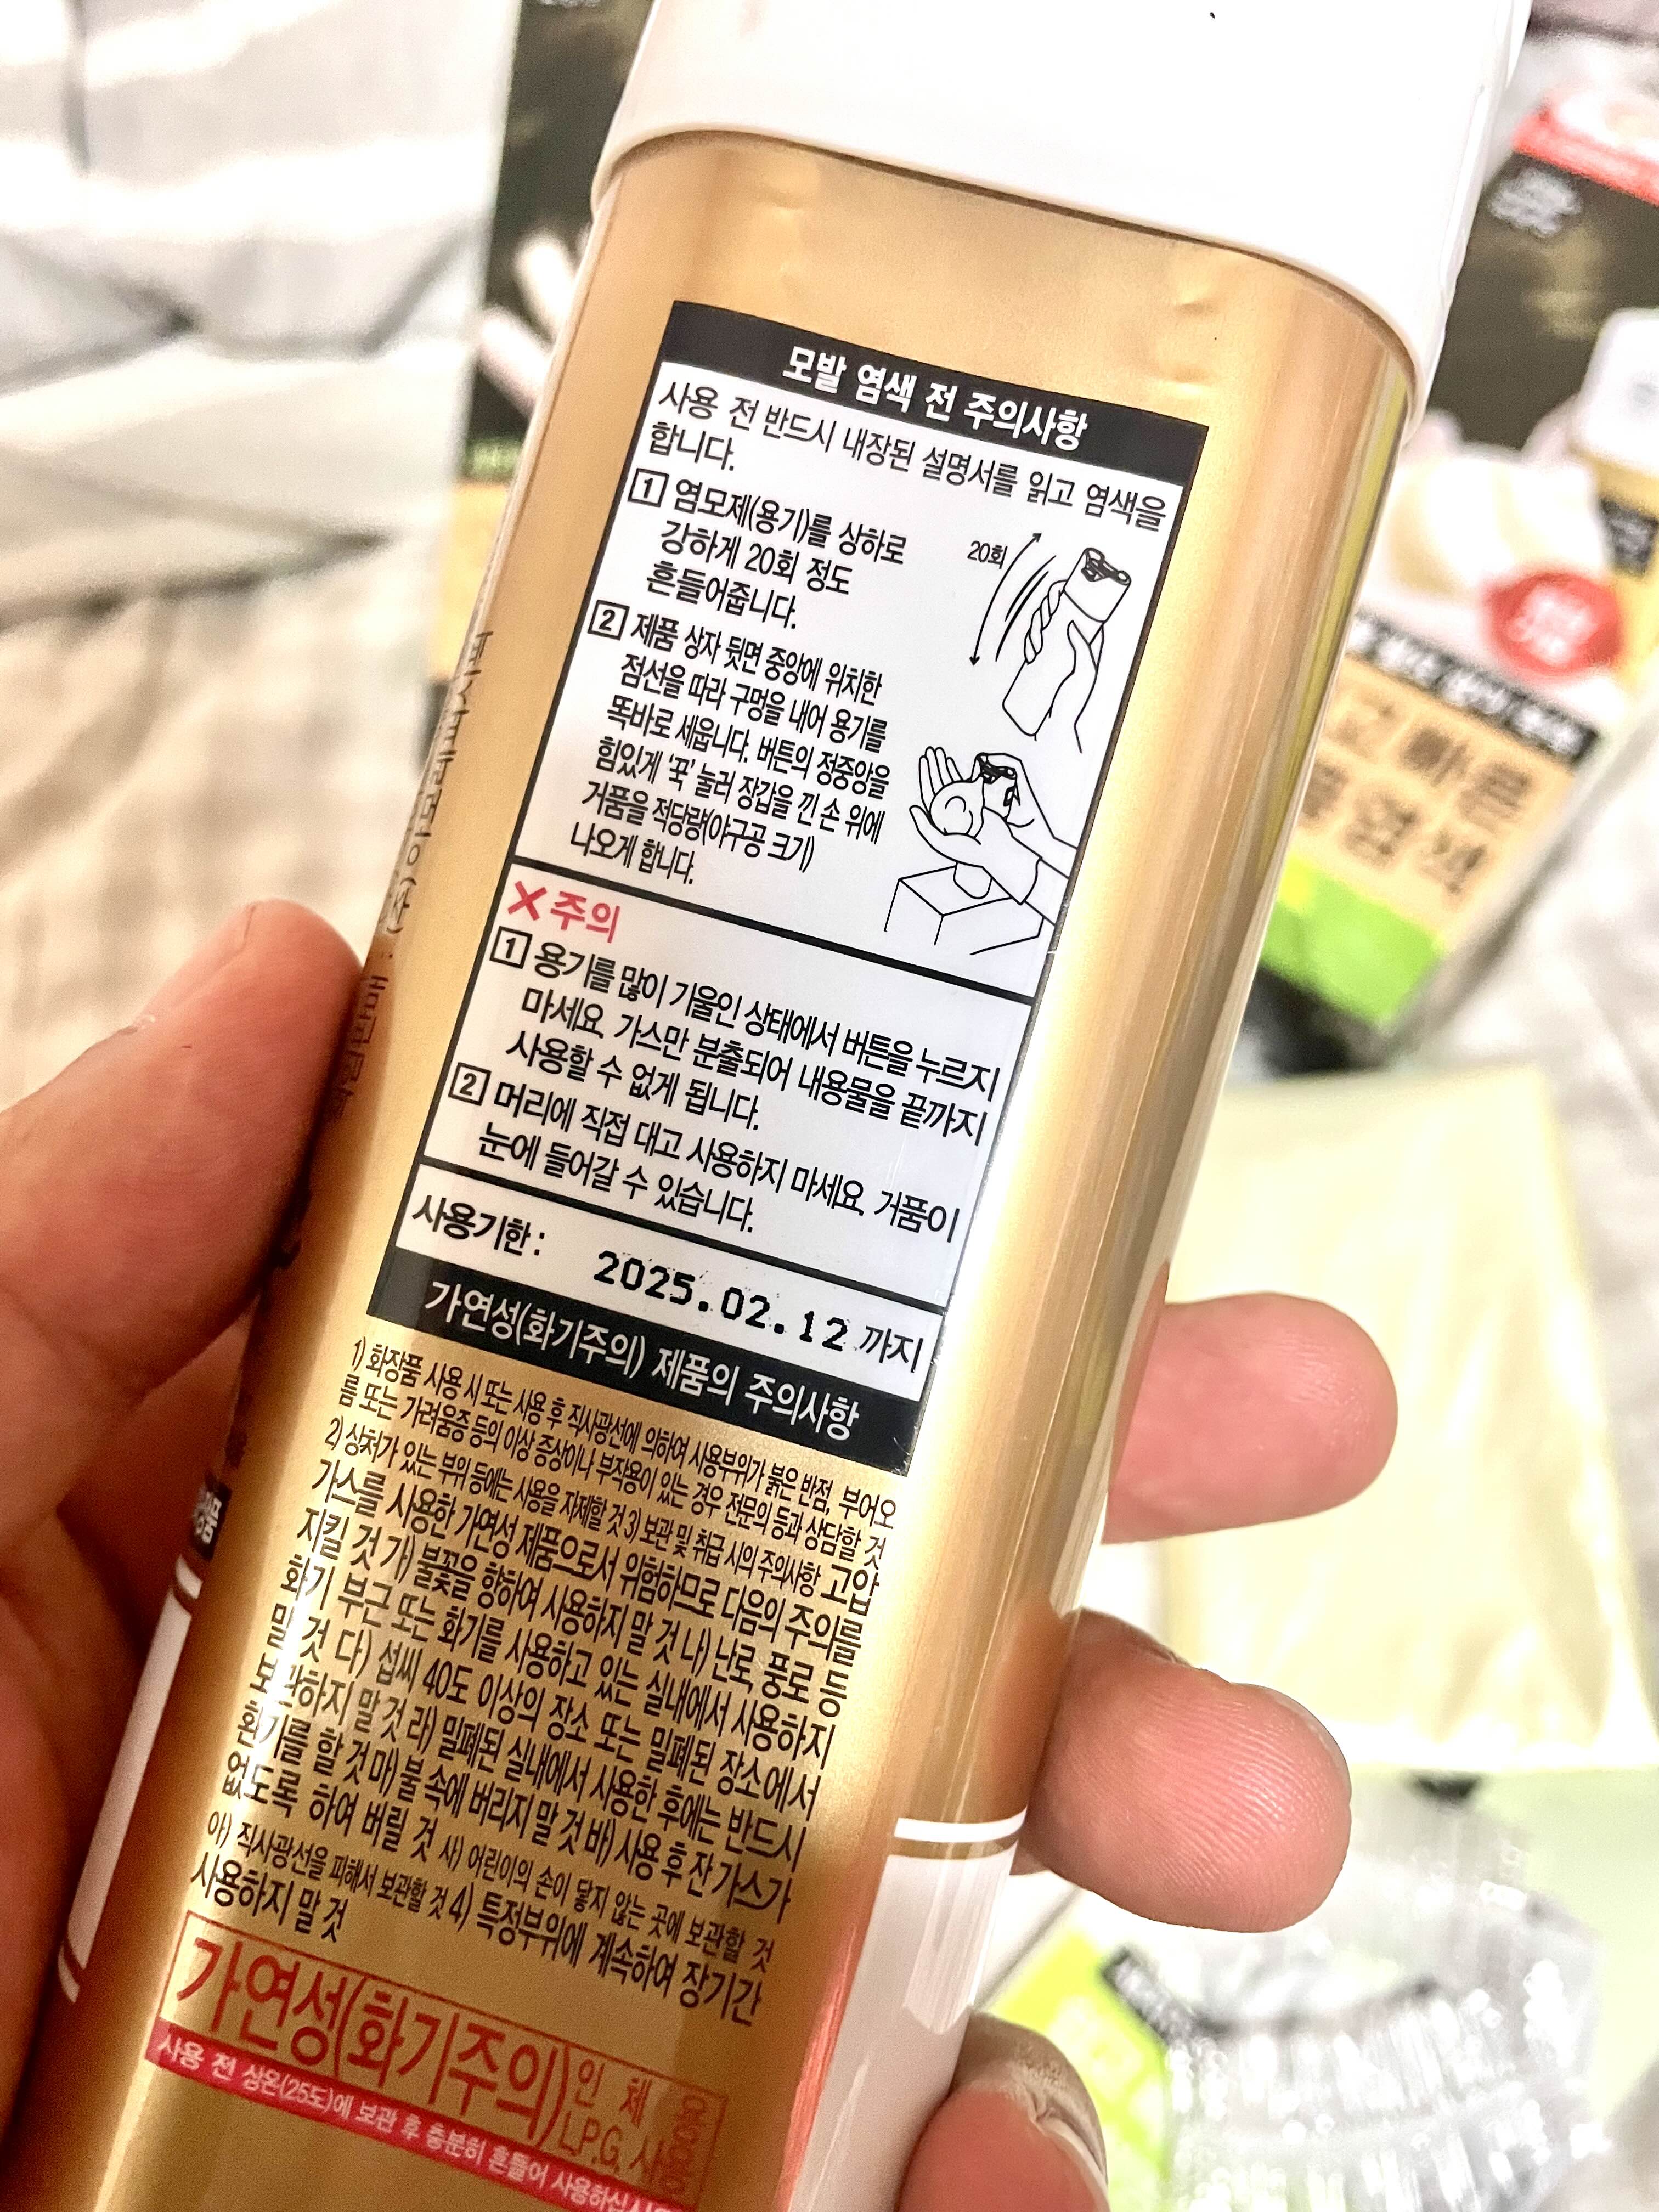 모발 염색 전 주의사항
사용 전 반드시 내장된 설명서를 읽고 염색을
합니다.
1 염모제(용기)를 상하로
강하게 20회 정도
흔들어줍니다.
20회
2 제품 상자 뒷면 중앙에 위치한
점선을 따라 구멍을 내어 용기를
똑바로 세웁니다. 버튼의 정중앙을
힘있게 '꾹' 눌러 장갑을 낀 손 위에
거품을 적당량(야구공 크기)
나오게 합니다.
✕ 주의
1 용기를 많이 기울인 상태에서 버튼을 누르지
마세요. 가스만 분출되어 내용물을 끝까지
사용할 수 없게 됩니다.
2 머리에 직접 대고 사용하지 마세요. 거품이
눈에 들어갈 수 있습니다.
사용기한 : 2025.02.12 까지
가연성(화기주의) 제품의 주의사항
1) 화장품 사용 시 또는 사용 후 직사광선에 의하여 사용부위가 붉은 반점, 부어오
름 또는 가려움증 등의 이상 증상이나 부작용이 있는 경우 전문의 등과 상담할 것
2) 상처가 있는 부위 등에는 사용을 자제할 것 3) 보관 및 취급 시의 주의사항 고압
가스를 사용한 가연성 제품으로서 위험하므로 다음의 주의를
지킬 것 가) 불꽃을 향하여 사용하지 말 것 나) 난로, 풍로 등
화기 부근 또는 화기를 사용하고 있는 실내에서 사용하지
말 것 다) 섭씨 40도 이상의 장소 또는 밀폐된 장소에서
보관하지 말 것 라) 밀폐된 실내에서 사용한 후에는 반드시
환기를 할 것 마) 불 속에 버리지 말 것 바) 사용 후 잔 가스가
없도록 하여 버릴 것 사) 어린이의 손이 닿지 않는 곳에 보관할 것
아) 직사광선을 피해서 보관할 것 4) 특정부위에 계속하여 장기간
사용하지 말 것
가연성(화기주의) 인체용
L.P.G. 사용
사용 전 상온(25도)에 보관 후 충분히 흔들어 사용하십시오